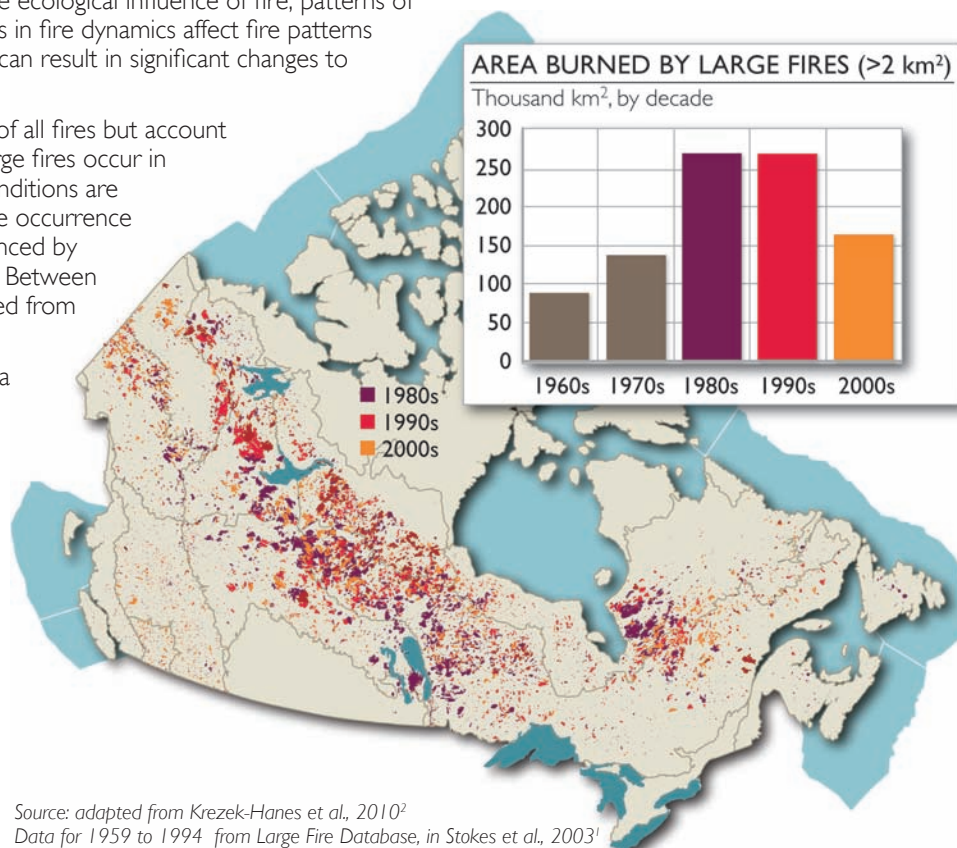 e ecological influence of fire, patterns of
s in fire dynamics affect fire patterns
can result in significant changes to
of all fires but account
rge fires occur in
nditions are
e occurrence
nced by
Between
ed from
a
AREA BURNED BY LARGE FIRES (>2 km²)
Thousand km², by decade
300
250
200
150
100
50
0
1960s 1970s 1980s 1990s 2000s
1980s
1990s
2000s
Source: adapted from Krezek-Hanes et al., 2010²
Data for 1959 to 1994 from Large Fire Database, in Stokes et al., 2003¹